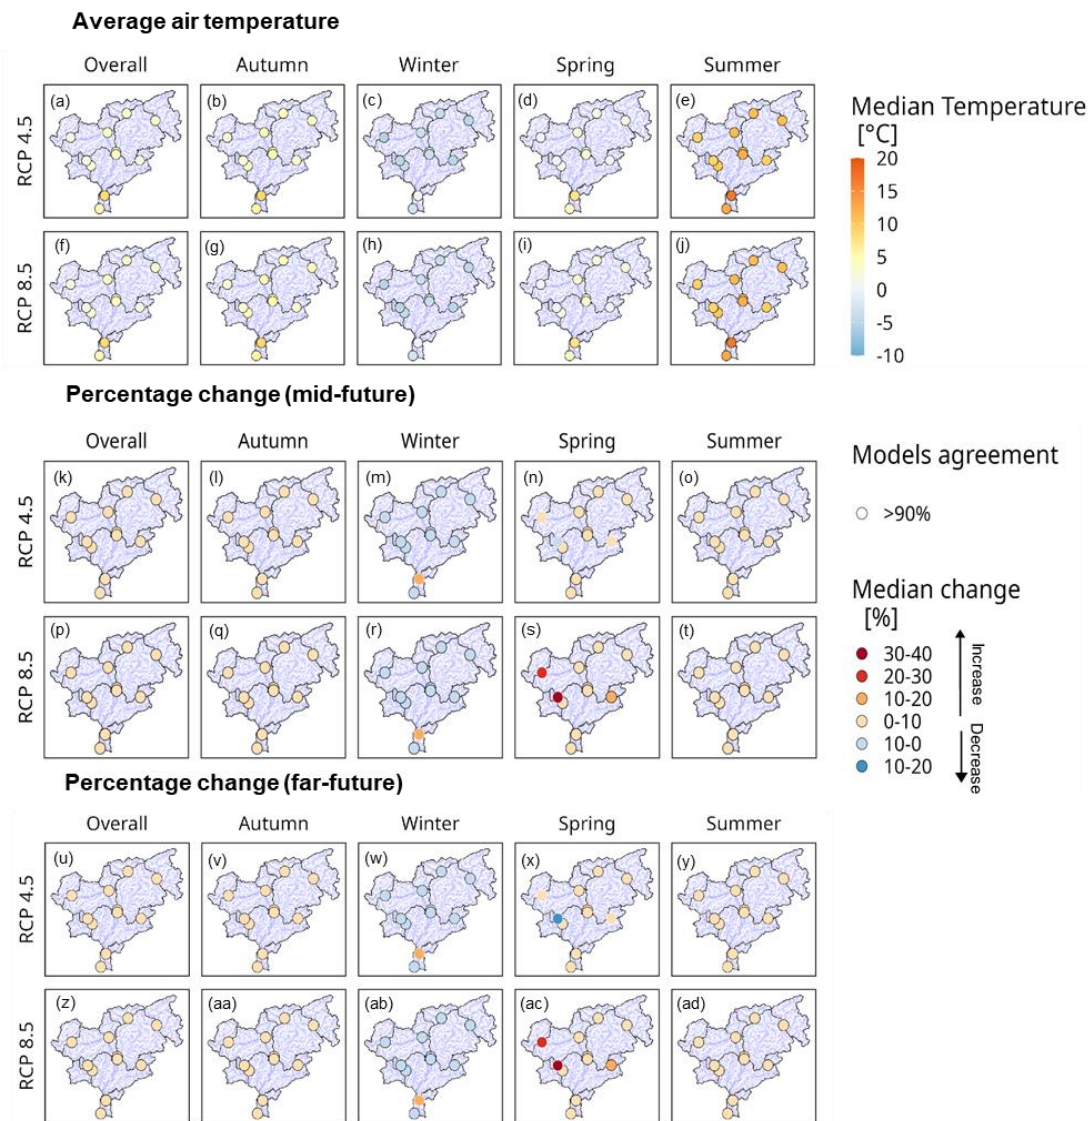 Average air temperature
Overall Autumn Winter Spring Summer
RCP 4.5
(a) (b) (c) (d) (e)
RCP 8.5
(f) (g) (h) (i) (j)
Median Temperature
[°C]
20
15
10
5
0
-5
-10
Percentage change (mid-future)
Overall Autumn Winter Spring Summer
RCP 4.5
(k) (l) (m) (n) (o)
RCP 8.5
(p) (q) (r) (s) (t)
Models agreement
>90%
Median change
[%]
30-40
20-30
10-20
0-10
10-0
10-20
Increase
Decrease
Percentage change (far-future)
Overall Autumn Winter Spring Summer
RCP 4.5
(u) (v) (w) (x) (y)
RCP 8.5
(z) (aa) (ab) (ac) (ad)